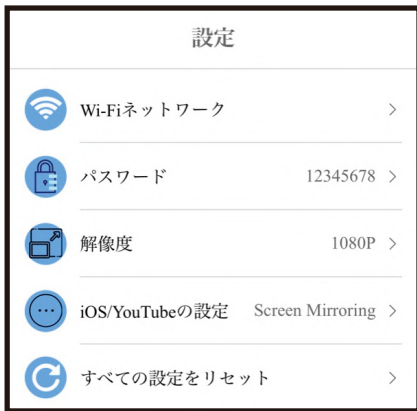 設定
Wi-Fiネットワーク
パスワード 12345678
解像度 1080P
iOS/YouTubeの設定 Screen Mirroring
すべての設定をリセット